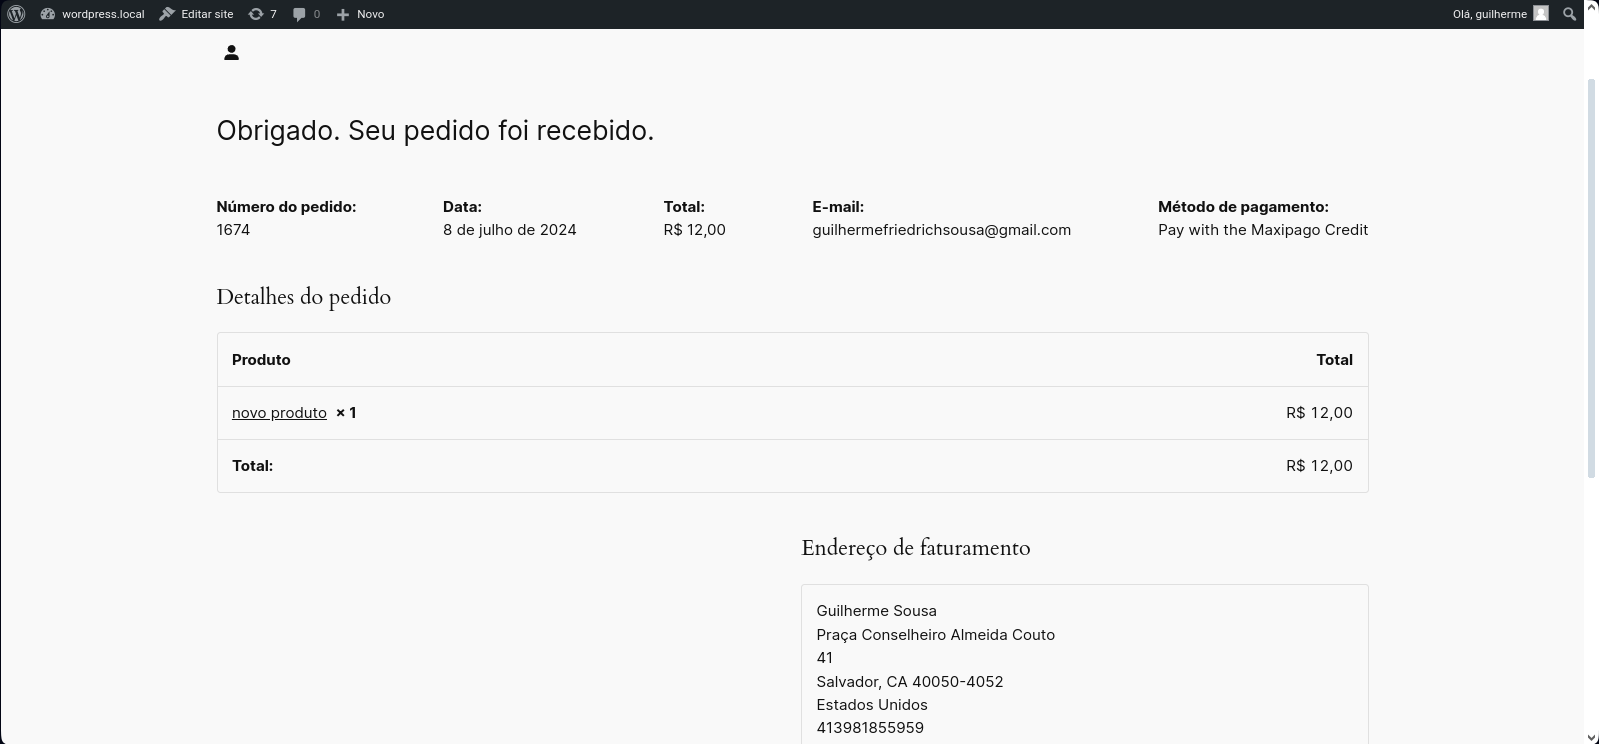 wordpress.local Editar site 7 0 Novo Olá, guilherme
Obrigado. Seu pedido foi recebido.
Número do pedido: Data: Total: E-mail: Método de pagamento:
1674 8 de julho de 2024 R$ 12,00 guilhermefriedrichsousa@gmail.com Pay with the Maxipago Credit
Detalhes do pedido
Produto Total
novo produto × 1 R$ 12,00
Total: R$ 12,00
Endereço de faturamento
Guilherme Sousa
Praça Conselheiro Almeida Couto
41
Salvador, CA 40050-4052
Estados Unidos
413981855959